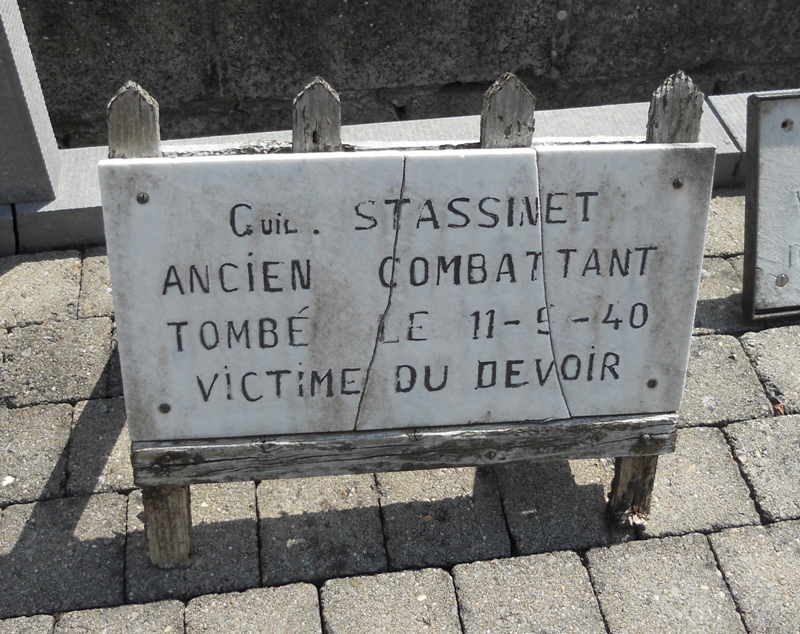 Guil. STASSINET
ANCIEN COMBATTANT
TOMBÉ LE 11-5-40
VICTIME DU DEVOIR